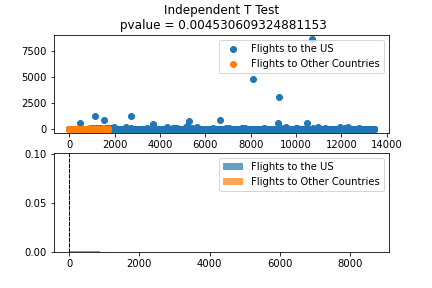 Independent T Test
pvalue = 0.004530609324881153
7500
5000
2500
0
Flights to the US
Flights to Other Countries
0 2000 4000 6000 8000 10000 12000 14000
0.10
0.05
0.00
Flights to the US
Flights to Other Countries
0 2000 4000 6000 8000